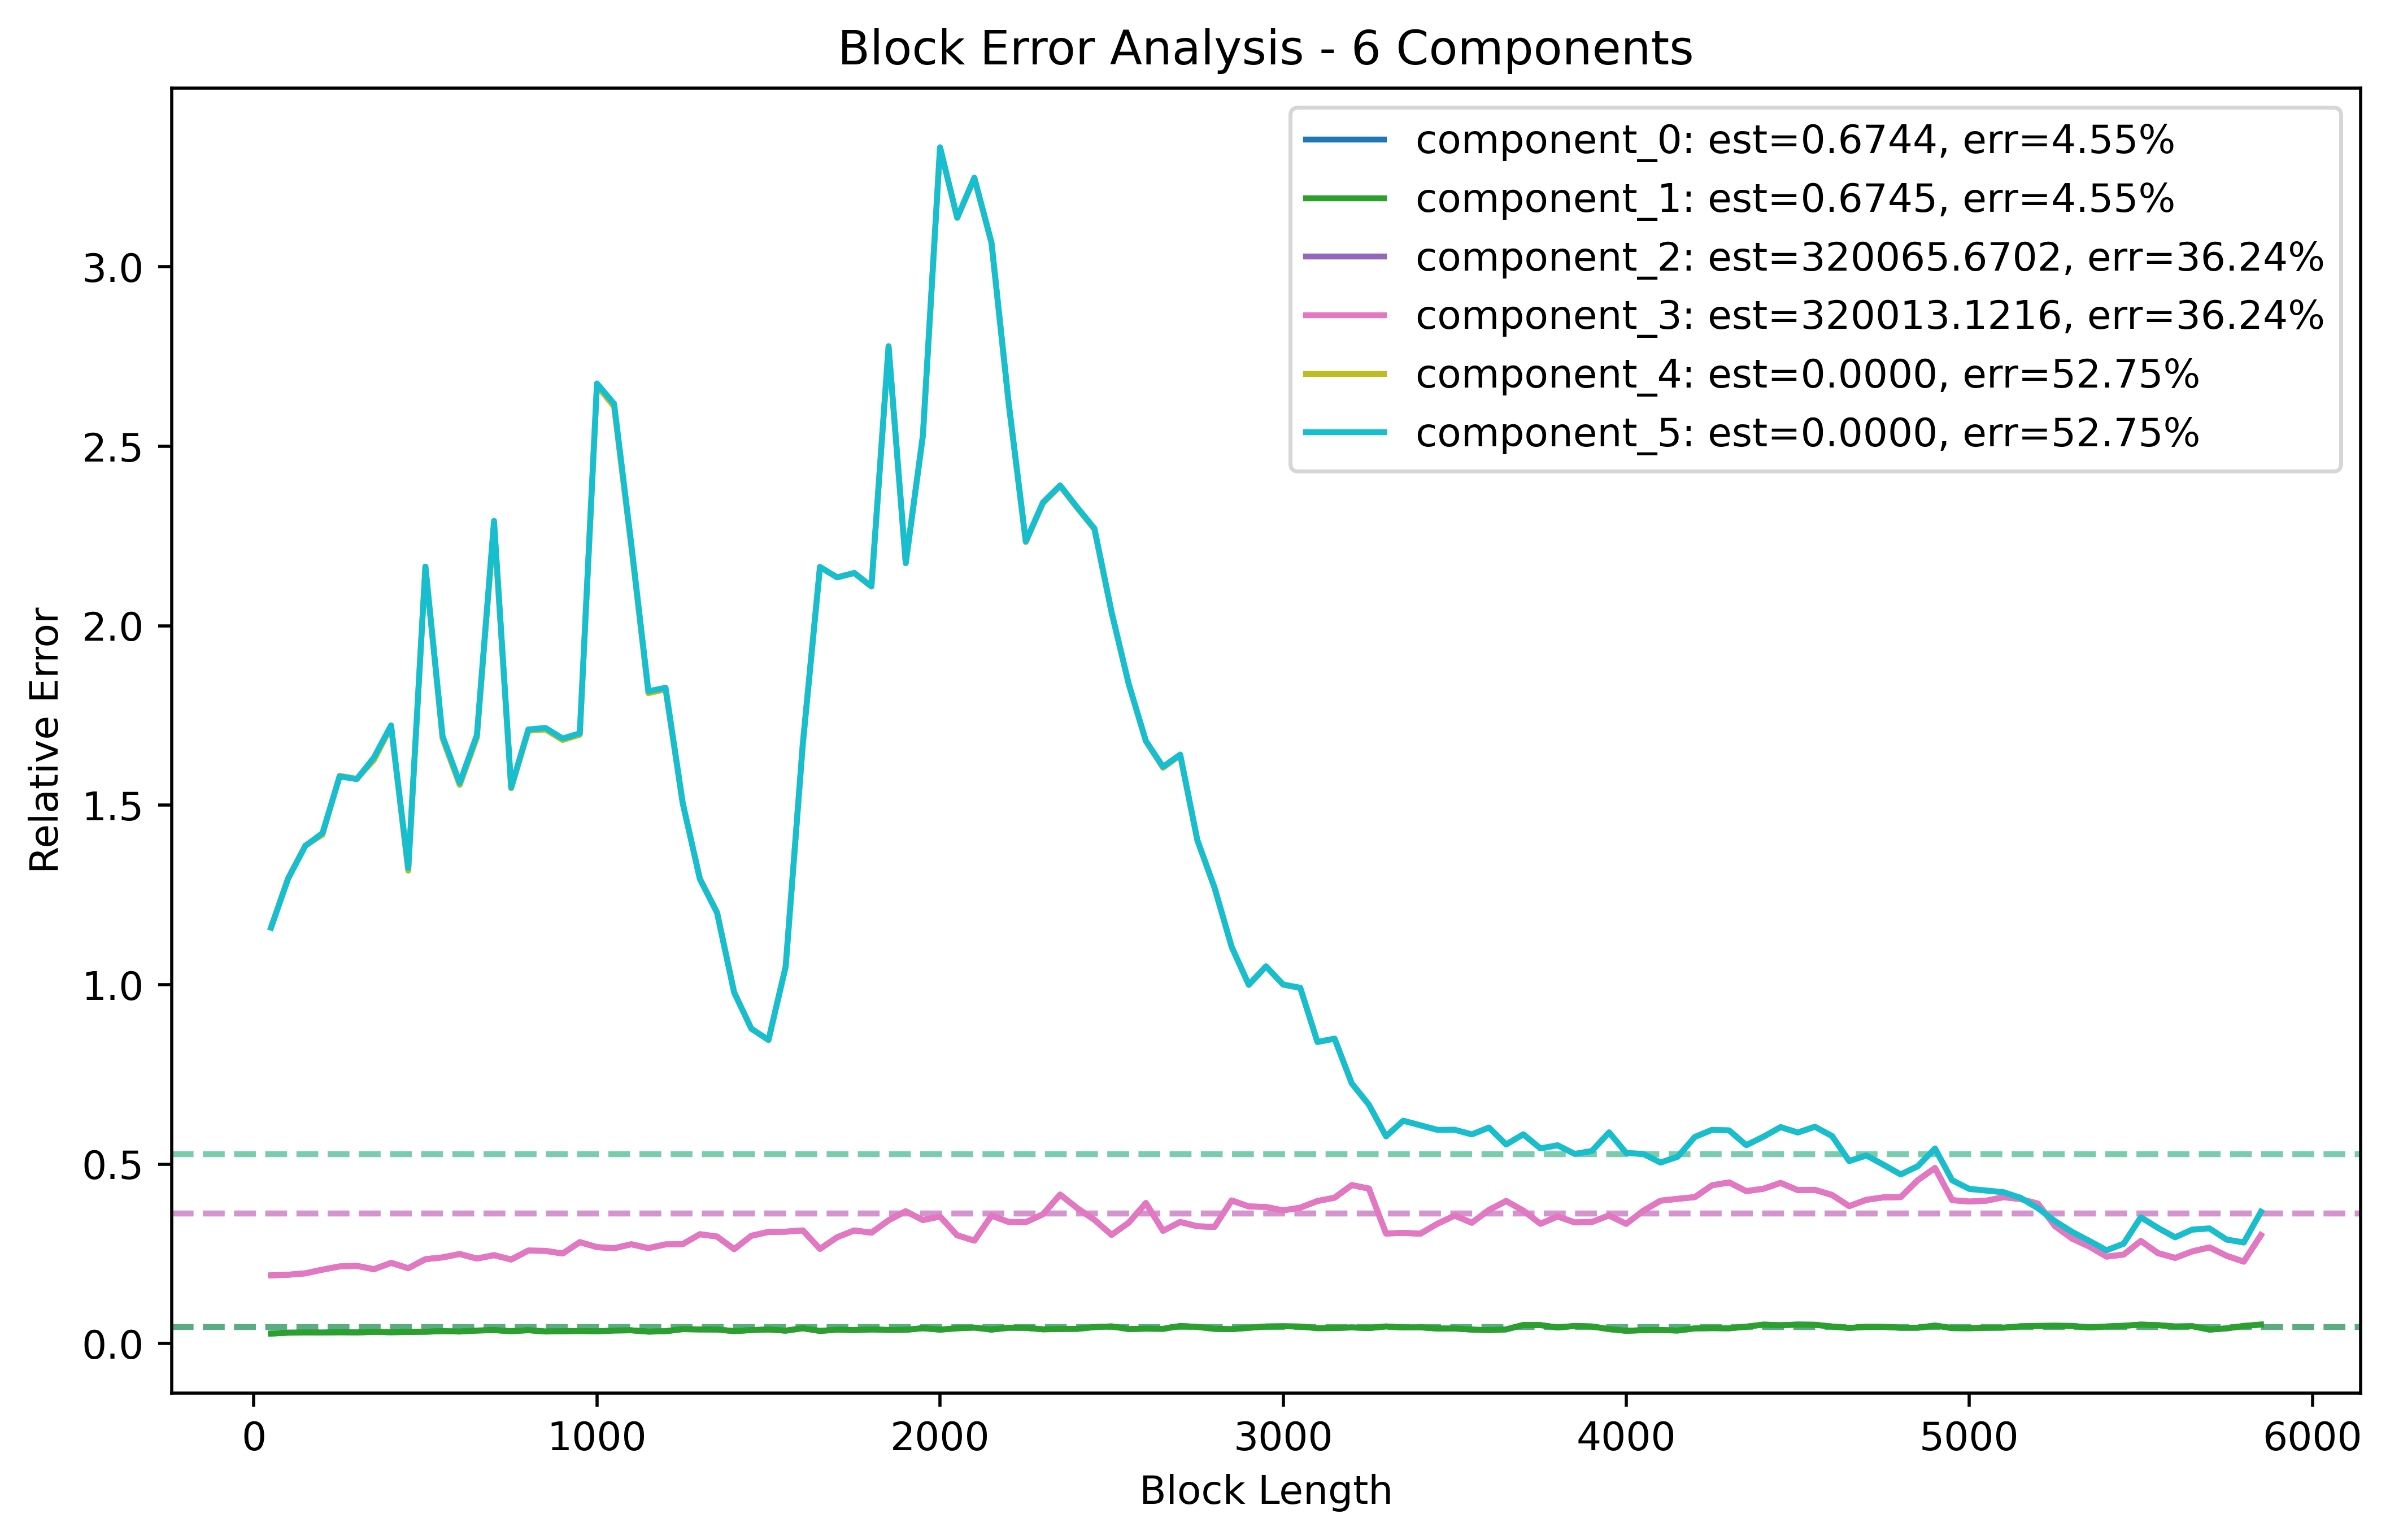 Block Error Analysis - 6 Components
component_0: est=0.6744, err=4.55%
component_1: est=0.6745, err=4.55%
component_2: est=320065.6702, err=36.24%
component_3: est=320013.1216, err=36.24%
component_4: est=0.0000, err=52.75%
component_5: est=0.0000, err=52.75%
3.0
2.5
2.0
1.5
1.0
0.5
0.0
Relative Error
0 1000 2000 3000 4000 5000 6000
Block Length